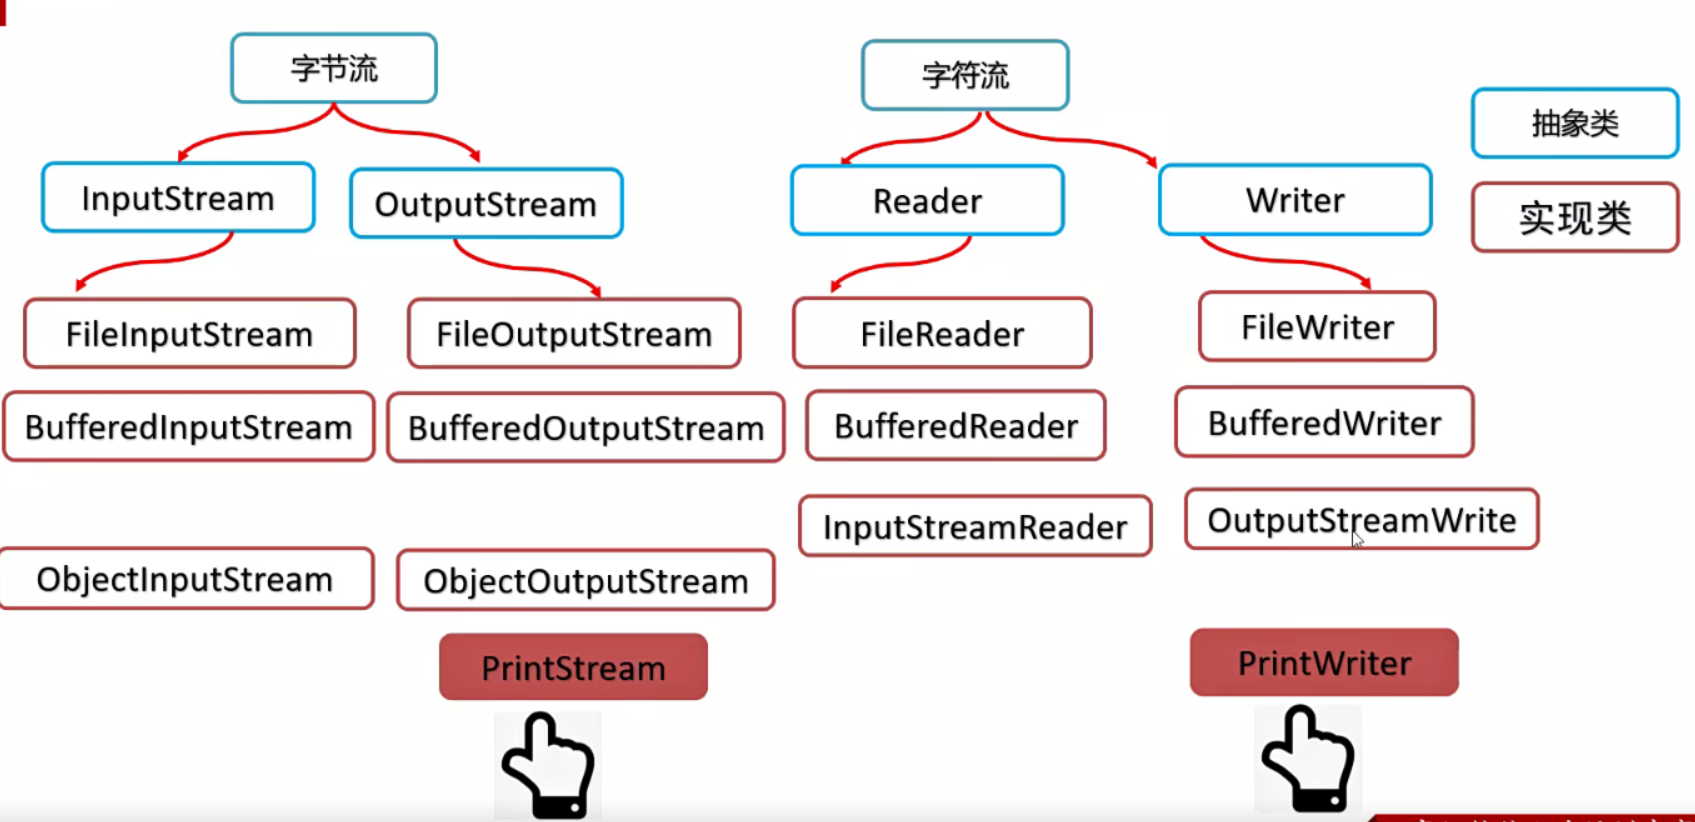 字节流
字符流
抽象类
InputStream
OutputStream
Reader
Writer
实现类
FileInputStream
FileOutputStream
FileReader
FileWriter
BufferedInputStream
BufferedOutputStream
BufferedReader
BufferedWriter
InputStreamReader
OutputStreamWrite
ObjectInputStream
ObjectOutputStream
PrintStream
PrintWriter